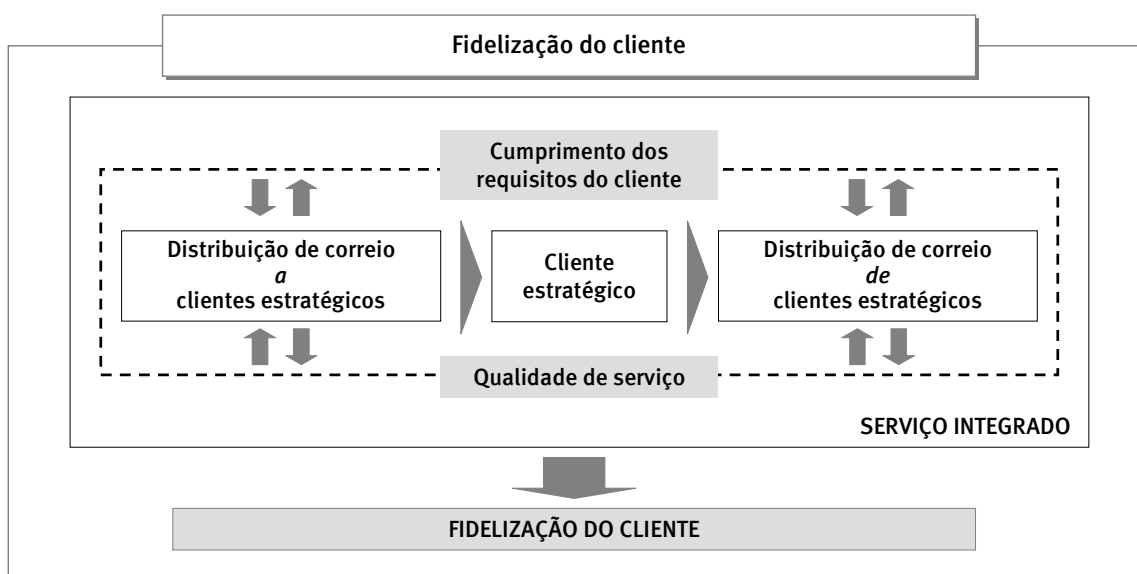 Fidelização do cliente
Cumprimento dos
requisitos do cliente
Distribuição de correio
a
clientes estratégicos
Cliente
estratégico
Distribuição de correio
de
clientes estratégicos
Qualidade de serviço
SERVIÇO INTEGRADO
FIDELIZAÇÃO DO CLIENTE